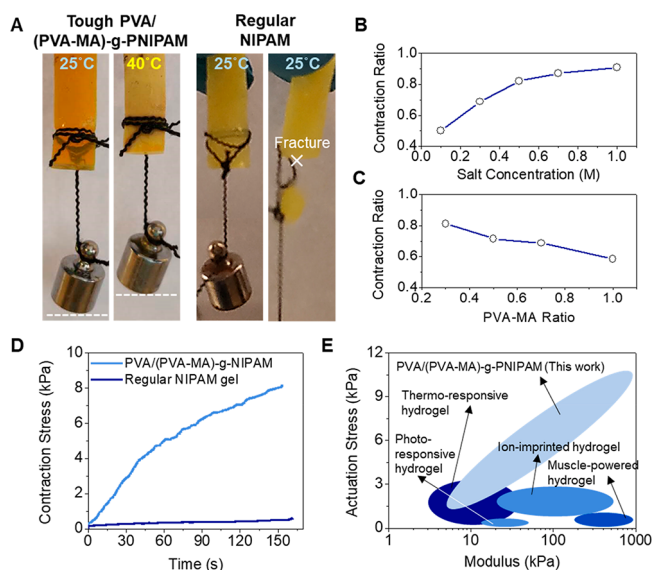 A
Tough PVA/
(PVA-MA)-g-PNIPAM
Regular
NIPAM
25°C
40°C
25°C
25°C
Fracture
B
Contraction Ratio
1.0
0.8
0.6
0.4
0.0 0.2 0.4 0.6 0.8 1.0
Salt Concentration (M)
C
Contraction Ratio
1.0
0.8
0.6
0.4
0.2 0.4 0.6 0.8 1.0
PVA-MA Ratio
D
Contraction Stress (kPa)
10
8
6
4
2
0
PVA/(PVA-MA)-g-NIPAM
Regular NIPAM gel
0 30 60 90 120 150
Time (s)
E
Actuation Stress (kPa)
12
9
6
3
0
PVA/(PVA-MA)-g-PNIPAM (This work)
Thermo-responsive
hydrogel
Photo-
responsive
hydrogel
Ion-imprinted hydrogel
Muscle-powered
hydrogel
1 10 100 1000
Modulus (kPa)